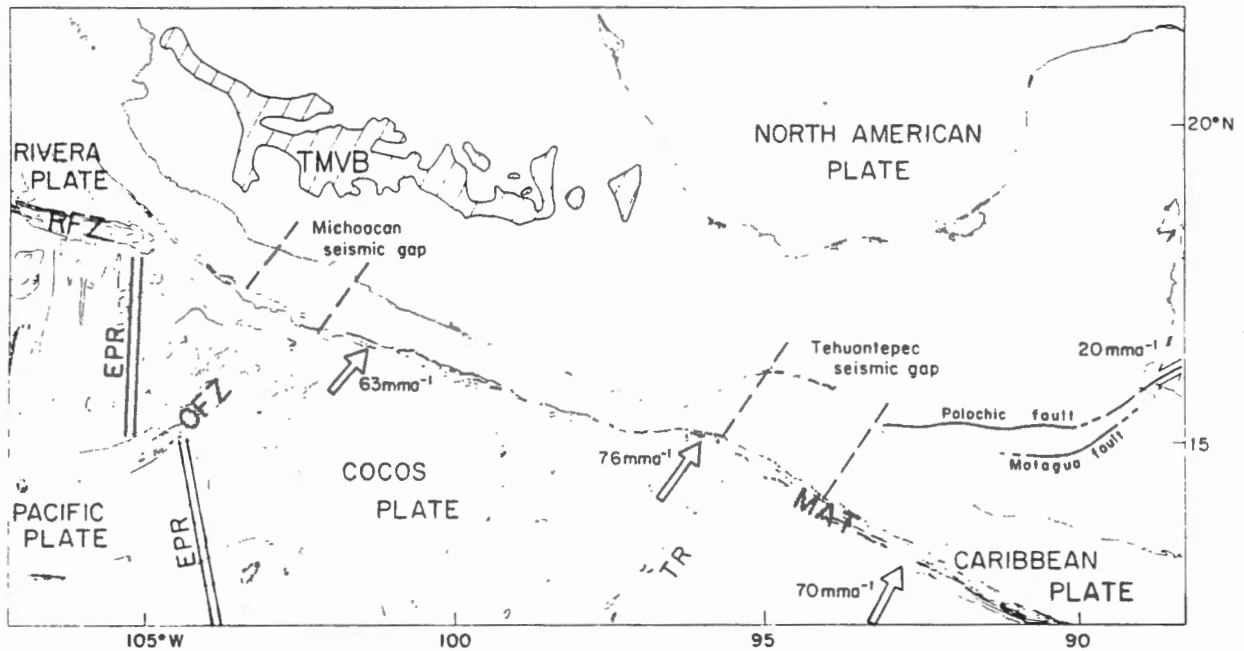 NORTH AMERICAN
PLATE
20°N
RIVERA
PLATE
TMVB
RFZ
Michoacan
seismic gap
EPR
63mma⁻¹
Tehuantepec
seismic gap
20mma⁻¹
OFZ
Polochic fault
Motagua fault
15
76mma⁻¹
COCOS
PLATE
PACIFIC
PLATE
EPR
MAT
TR
CARIBBEAN
PLATE
70mma⁻¹
105°W
100
95
90